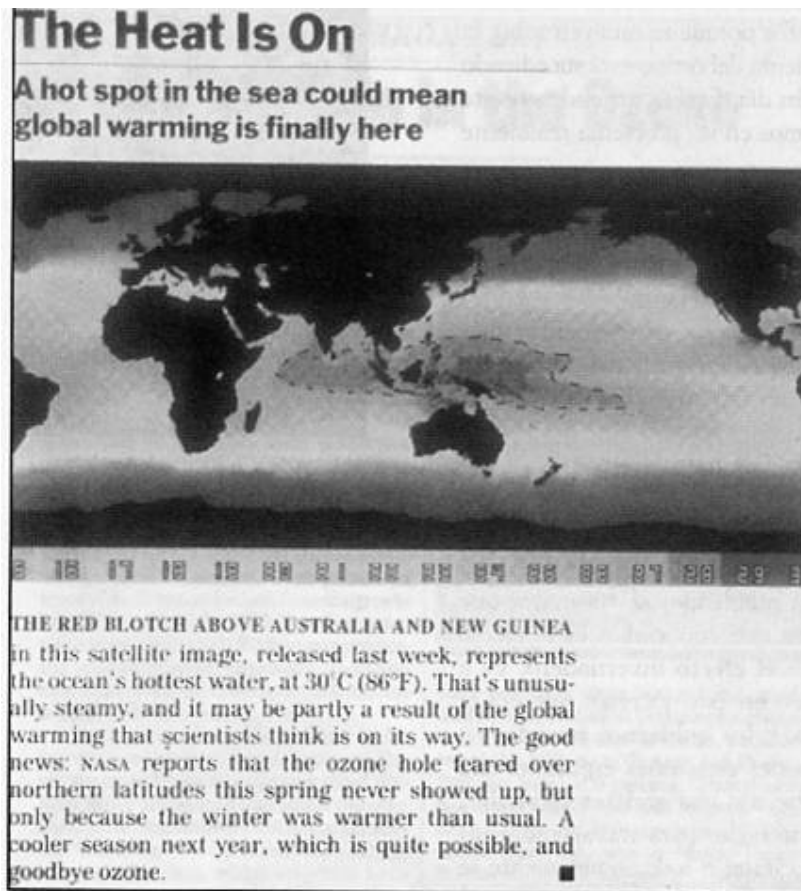 The Heat Is On
A hot spot in the sea could mean
global warming is finally here
THE RED BLOTCH ABOVE AUSTRALIA AND NEW GUINEA
in this satellite image, released last week, represents
the ocean's hottest water, at 30°C (86°F). That's unusu-
ally steamy, and it may be partly a result of the global
warming that scientists think is on its way. The good
news: NASA reports that the ozone hole feared over
northern latitudes this spring never showed up, but
only because the winter was warmer than usual. A
cooler season next year, which is quite possible, and
goodbye ozone. ■